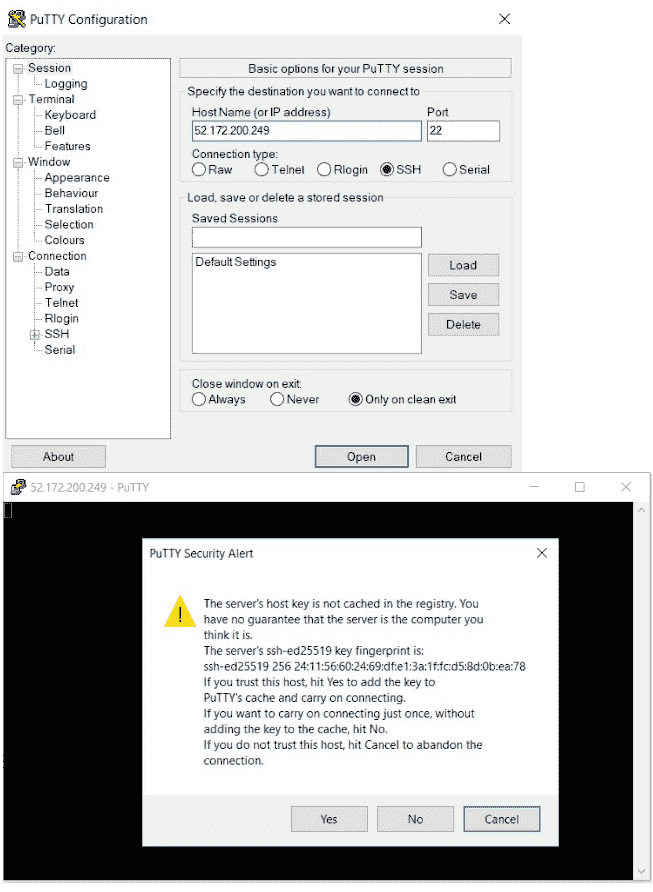 PuTTY Configuration
Category:
Session
Logging
Terminal
Keyboard
Bell
Features
Window
Appearance
Behaviour
Translation
Selection
Colours
Connection
Data
Proxy
Telnet
Rlogin
SSH
Serial
Basic options for your PuTTY session
Specify the destination you want to connect to
Host Name (or IP address) Port
52.172.200.249 22
Connection type:
Raw Telnet Rlogin SSH Serial
Load, save or delete a stored session
Saved Sessions
Default Settings
Load
Save
Delete
Close window on exit:
Always Never Only on clean exit
About Open Cancel
52.172.200.249 - PuTTY
PuTTY Security Alert
The server's host key is not cached in the registry. You
have no guarantee that the server is the computer you
think it is.
The server's ssh-ed25519 key fingerprint is:
ssh-ed25519 256 24:11:56:60:24:69:df:e1:3a:1f:fc:d5:8d:0b:ea:78
If you trust this host, hit Yes to add the key to
PuTTY's cache and carry on connecting.
If you want to carry on connecting just once, without
adding the key to the cache, hit No.
If you do not trust this host, hit Cancel to abandon the
connection.
Yes No Cancel